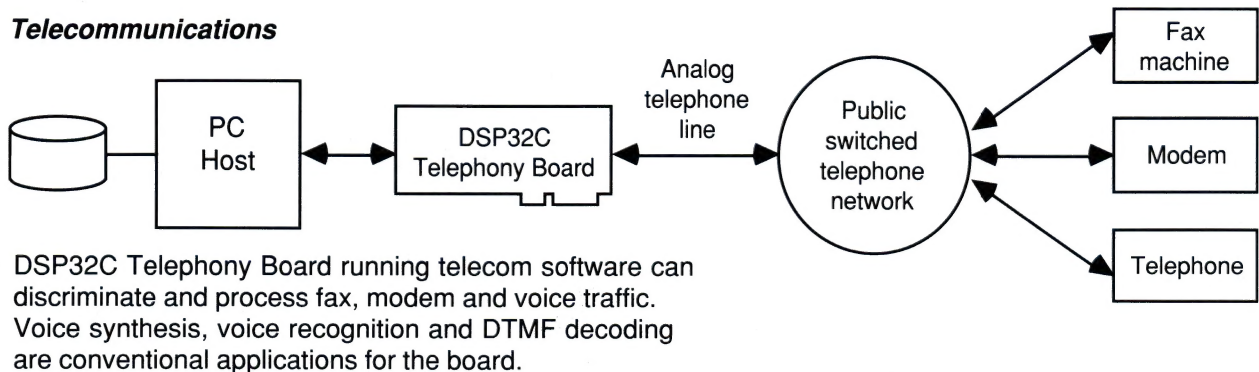 Telecommunications
PC
Host
DSP32C
Telephony Board
Analog
telephone
line
Public
switched
telephone
network
Fax
machine
Modem
Telephone
DSP32C Telephony Board running telecom software can
discriminate and process fax, modem and voice traffic.
Voice synthesis, voice recognition and DTMF decoding
are conventional applications for the board.